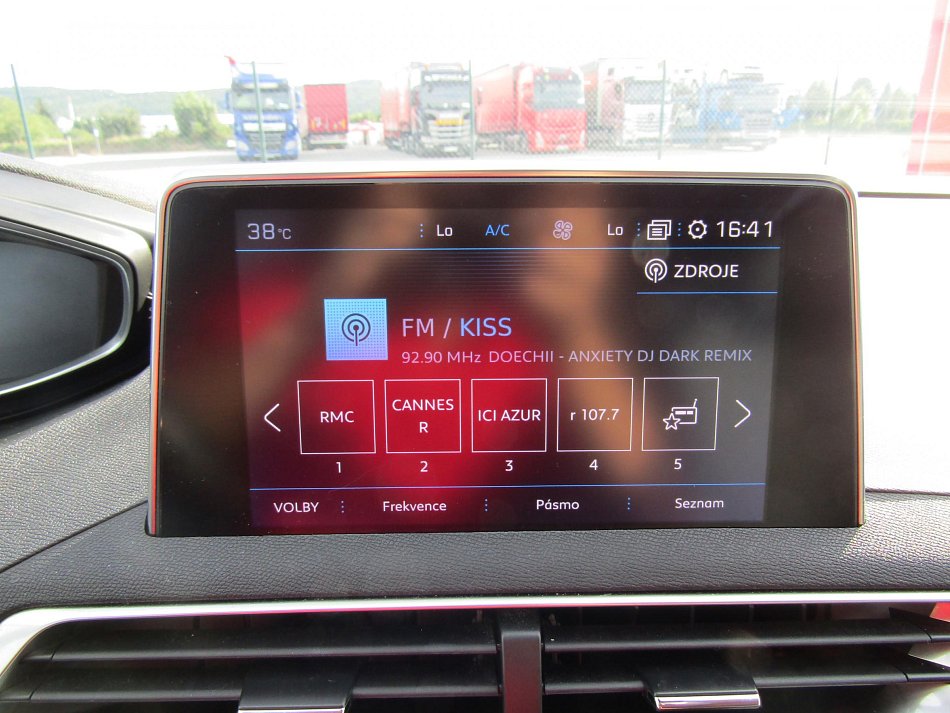 38°C Lo A/C Lo 16:41
ZDROJE
FM / KISS
92.90 MHz DOECHII - ANXIETY DJ DARK REMIX
RMC
CANNES
R
ICI AZUR
r 107.7
1 2 3 4 5
VOLBY Frekvence Pásmo Seznam